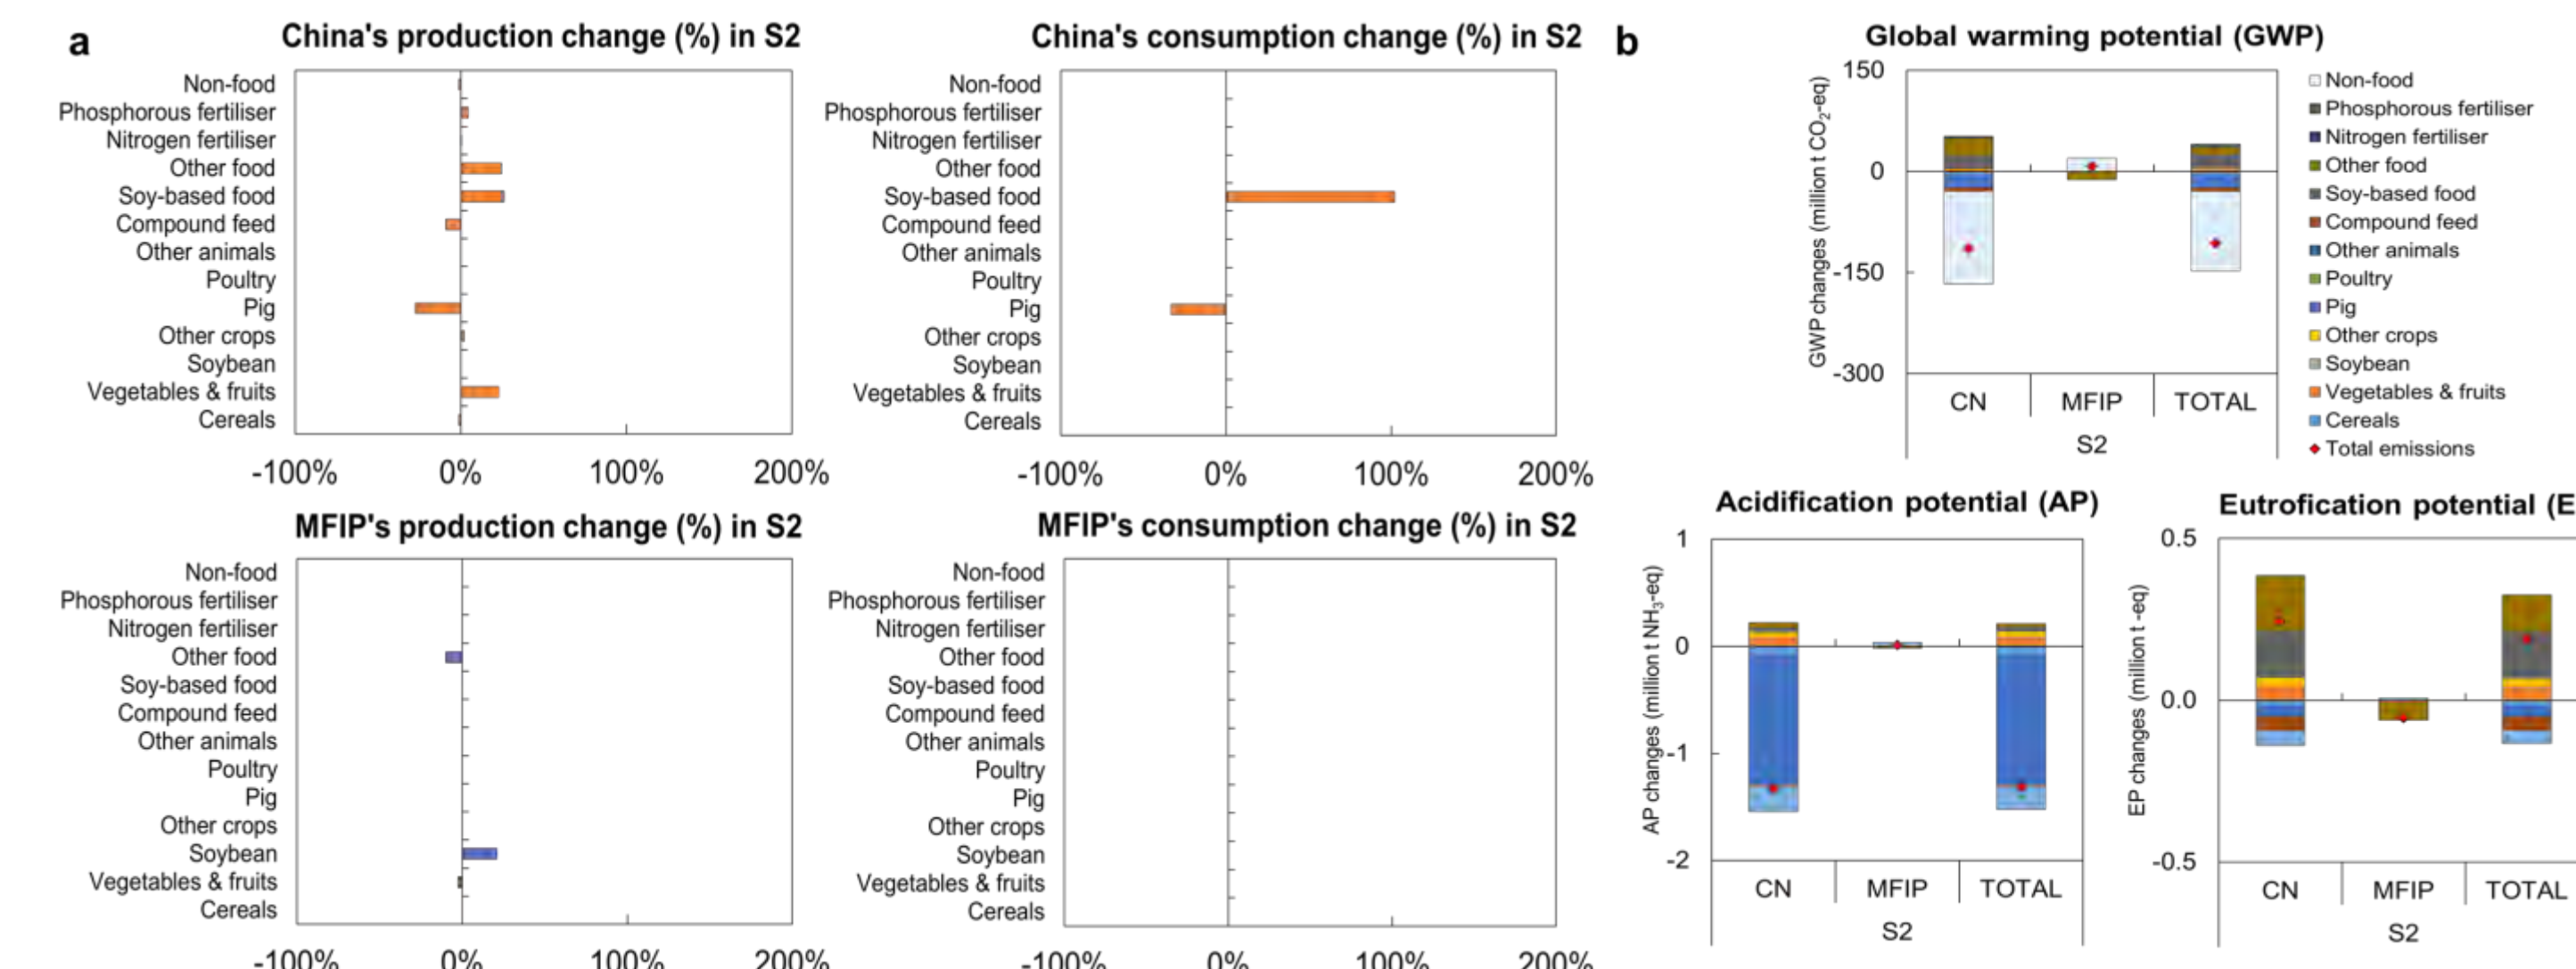 a
China's production change (%) in S2
Non-food
Phosphorous fertiliser
Nitrogen fertiliser
Other food
Soy-based food
Compound feed
Other animals
Poultry
Pig
Other crops
Soybean
Vegetables & fruits
Cereals
-100% 0% 100% 200%
China's consumption change (%) in S2
Non-food
Phosphorous fertiliser
Nitrogen fertiliser
Other food
Soy-based food
Compound feed
Other animals
Poultry
Pig
Other crops
Soybean
Vegetables & fruits
Cereals
-100% 0% 100% 200%
MFIP's production change (%) in S2
Non-food
Phosphorous fertiliser
Nitrogen fertiliser
Other food
Soy-based food
Compound feed
Other animals
Poultry
Pig
Other crops
Soybean
Vegetables & fruits
Cereals
-100% 0% 100% 200%
MFIP's consumption change (%) in S2
Non-food
Phosphorous fertiliser
Nitrogen fertiliser
Other food
Soy-based food
Compound feed
Other animals
Poultry
Pig
Other crops
Soybean
Vegetables & fruits
Cereals
-100% 0% 100% 200%
b
Global warming potential (GWP)
GWP changes (million t CO₂-eq)
150
0
-150
-300
CN MFIP TOTAL
S2
Non-food
Phosphorous fertiliser
Nitrogen fertiliser
Other food
Soy-based food
Compound feed
Other animals
Poultry
Pig
Other crops
Soybean
Vegetables & fruits
Cereals
Total emissions
Acidification potential (AP)
AP changes (million t NH₃-eq)
1
0
-1
-2
CN MFIP TOTAL
S2
Eutrofication potential (E
EP changes (million t -eq)
0.5
0.0
-0.5
CN MFIP TOTAL
S2